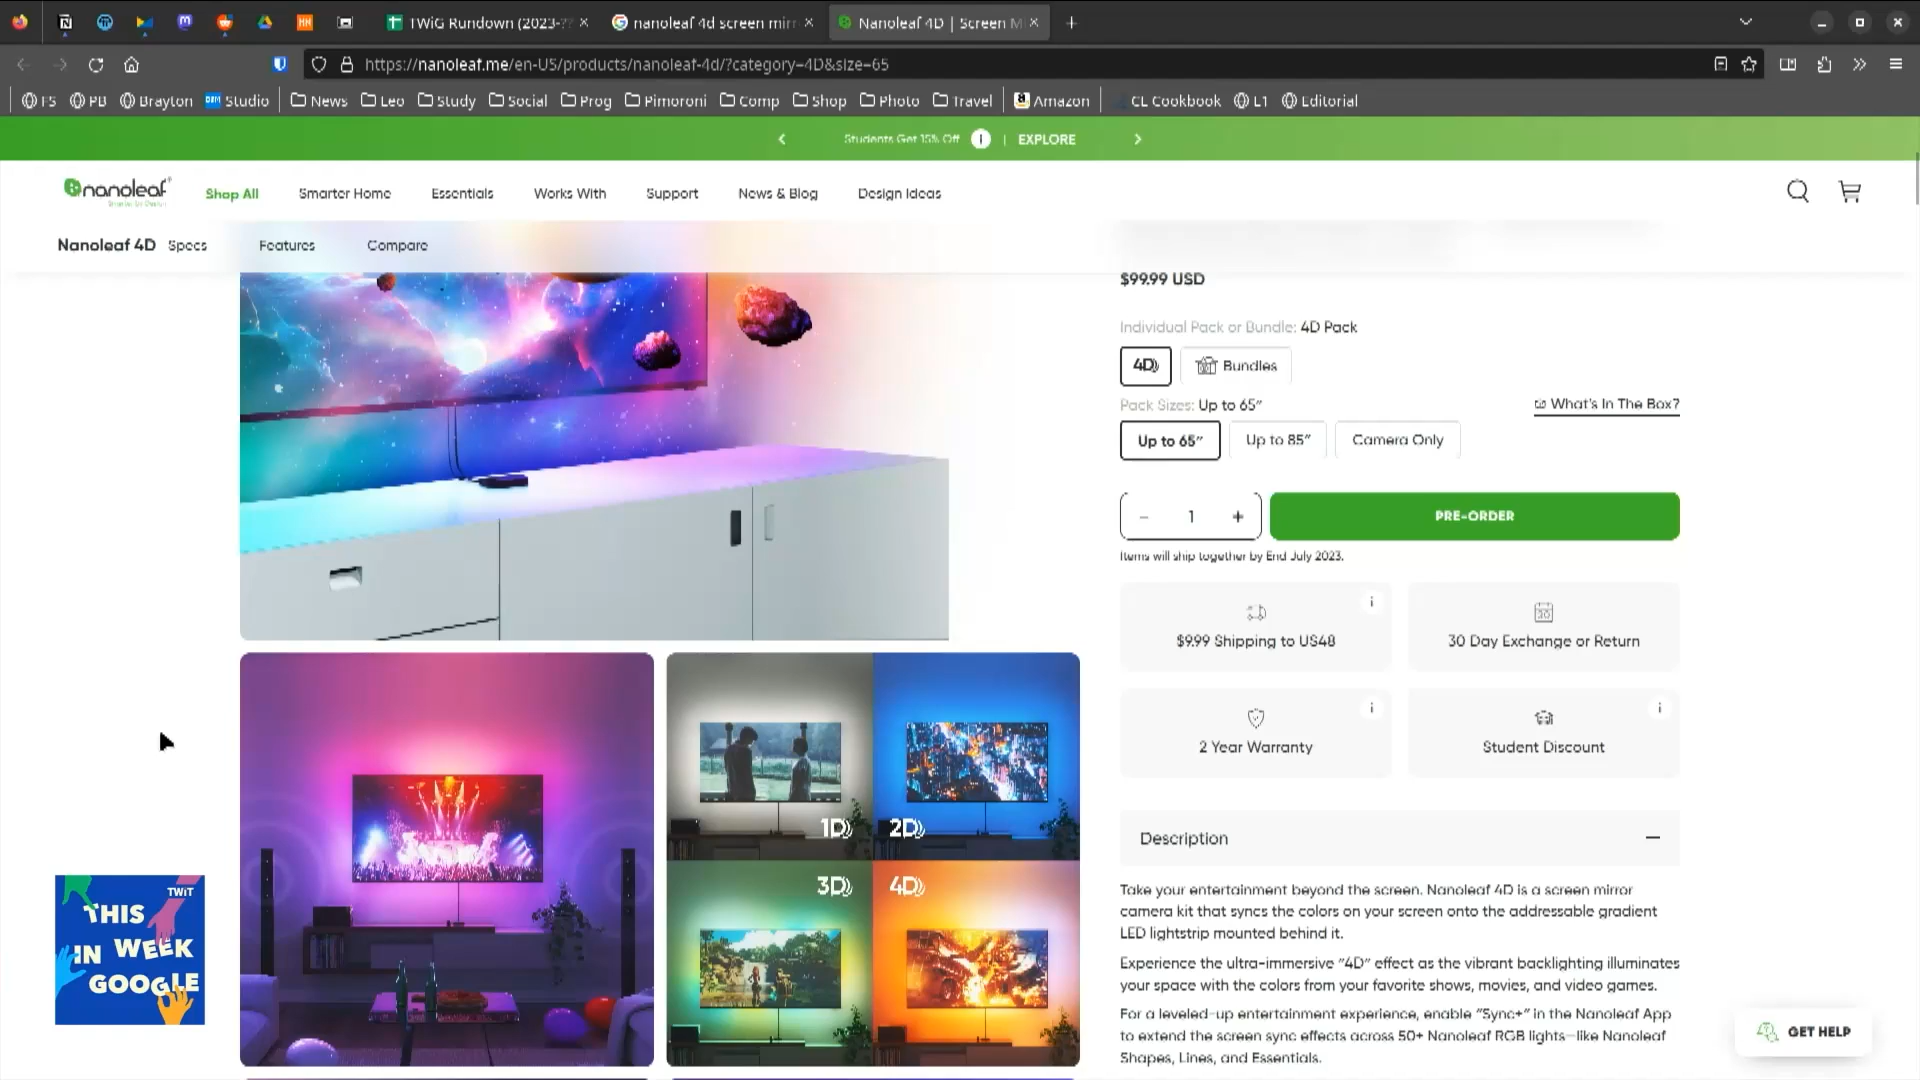 TWiG Rundown (2023-??
nanoleaf 4d screen mirr
Nanoleaf 4D | Screen M
https://nanoleaf.me/en-US/products/nanoleaf-4d/?category=4D&size=65
FS
PB
Brayton
Studio
News
Leo
Study
Social
Prog
Pimoroni
Comp
Shop
Photo
Travel
Amazon
CL Cookbook
L1
Editorial
Students Get 15% Off
i
|
EXPLORE
nanoleaf
Smarter by Design
Shop All
Smarter Home
Essentials
Works With
Support
News & Blog
Design Ideas
Nanoleaf 4D
Specs
Features
Compare
$99.99 USD
Individual Pack or Bundle: 4D Pack
4D
Bundles
Pack Sizes: Up to 65″
What's In The Box?
Up to 65″
Up to 85″
Camera Only
− 1 +
PRE-ORDER
Items will ship together by End July 2023.
$9.99 Shipping to US48
30 Day Exchange or Return
2 Year Warranty
Student Discount
1D
2D
3D
4D
Description
Take your entertainment beyond the screen. Nanoleaf 4D is a screen mirror
camera kit that syncs the colors on your screen onto the addressable gradient
LED lightstrip mounted behind it.
Experience the ultra-immersive “4D” effect as the vibrant backlighting illuminates
your space with the colors from your favorite shows, movies, and video games.
For a leveled-up entertainment experience, enable “Sync+” in the Nanoleaf App
to extend the screen sync effects across 50+ Nanoleaf RGB lights—like Nanoleaf
Shapes, Lines, and Essentials.
GET HELP
TWiT
THIS
IN WEEK
GOOGLE